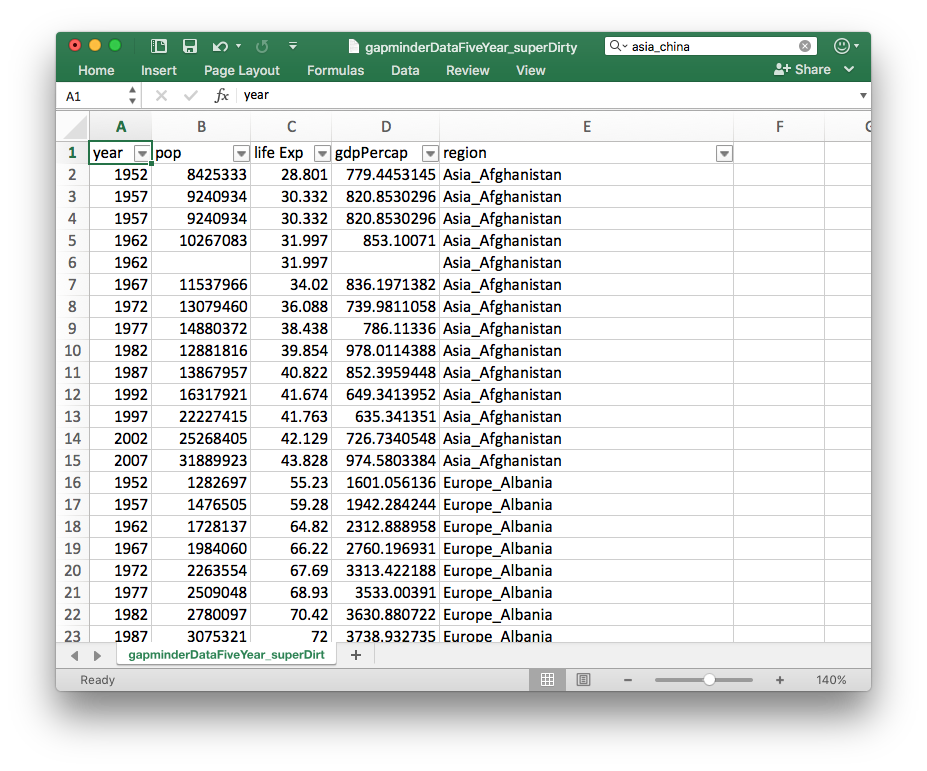 gapminderDataFiveYear_superDirty asia_china
Home Insert Page Layout Formulas Data Review View Share
A1 fx year
A B C D E F
1 year pop life Exp gdpPercap region
2 1952 8425333 28.801 779.4453145 Asia_Afghanistan
3 1957 9240934 30.332 820.8530296 Asia_Afghanistan
4 1957 9240934 30.332 820.8530296 Asia_Afghanistan
5 1962 10267083 31.997 853.10071 Asia_Afghanistan
6 1962 31.997 Asia_Afghanistan
7 1967 11537966 34.02 836.1971382 Asia_Afghanistan
8 1972 13079460 36.088 739.9811058 Asia_Afghanistan
9 1977 14880372 38.438 786.11336 Asia_Afghanistan
10 1982 12881816 39.854 978.0114388 Asia_Afghanistan
11 1987 13867957 40.822 852.3959448 Asia_Afghanistan
12 1992 16317921 41.674 649.3413952 Asia_Afghanistan
13 1997 22227415 41.763 635.341351 Asia_Afghanistan
14 2002 25268405 42.129 726.7340548 Asia_Afghanistan
15 2007 31889923 43.828 974.5803384 Asia_Afghanistan
16 1952 1282697 55.23 1601.056136 Europe_Albania
17 1957 1476505 59.28 1942.284244 Europe_Albania
18 1962 1728137 64.82 2312.888958 Europe_Albania
19 1967 1984060 66.22 2760.196931 Europe_Albania
20 1972 2263554 67.69 3313.422188 Europe_Albania
21 1977 2509048 68.93 3533.00391 Europe_Albania
22 1982 2780097 70.42 3630.880722 Europe_Albania
23 1987 3075321 72 3738.932735 Europe_Albania
gapminderDataFiveYear_superDirt +
Ready 140%